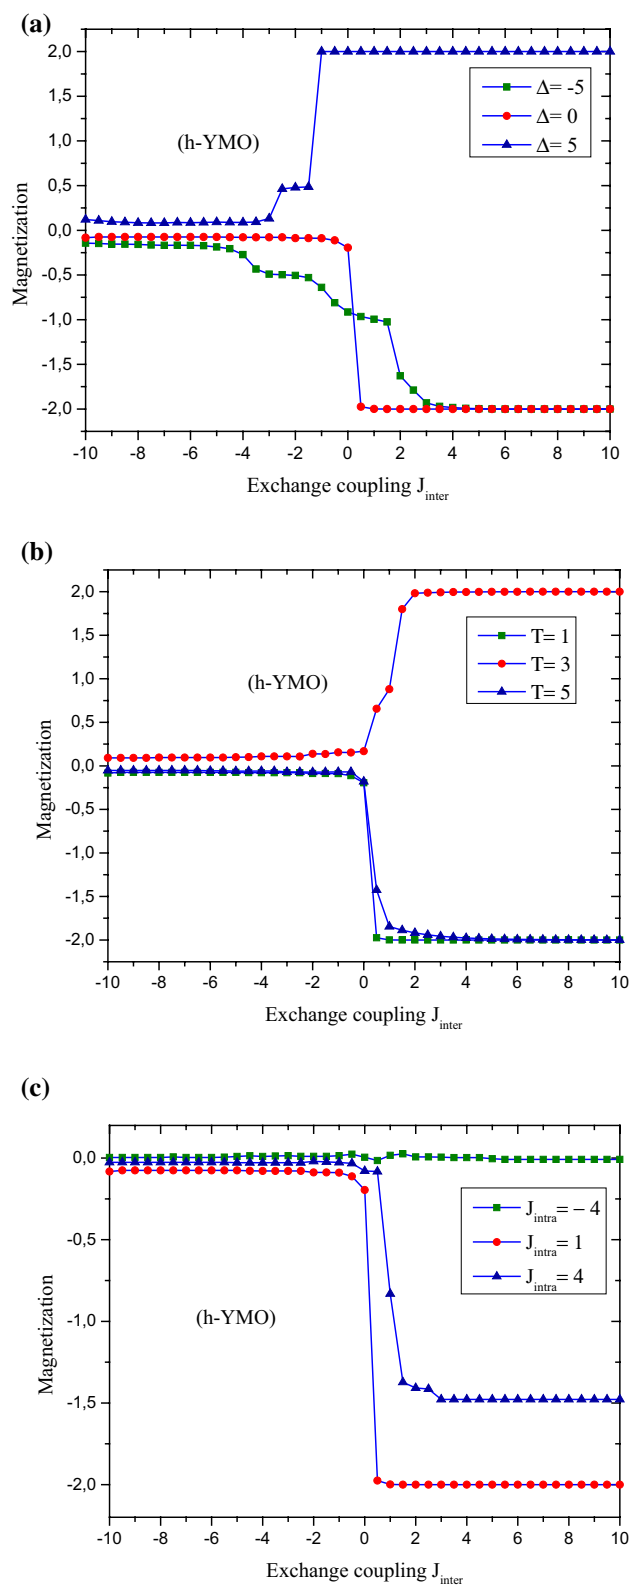 (a)
2,0
1,5
1,0
0,5
0,0
-0,5
-1,0
-1,5
-2,0
Magnetization
(h-YMO)
Δ= -5
Δ= 0
Δ= 5
-10 -8 -6 -4 -2 0 2 4 6 8 10
Exchange coupling J_inter
(b)
2,0
1,5
1,0
0,5
0,0
-0,5
-1,0
-1,5
-2,0
Magnetization
(h-YMO)
T= 1
T= 3
T= 5
-10 -8 -6 -4 -2 0 2 4 6 8 10
Exchange coupling J_inter
(c)
0,0
-0,5
-1,0
-1,5
-2,0
Magnetization
(h-YMO)
J_intra= – 4
J_intra= 1
J_intra= 4
-10 -8 -6 -4 -2 0 2 4 6 8 10
Exchange coupling J_inter